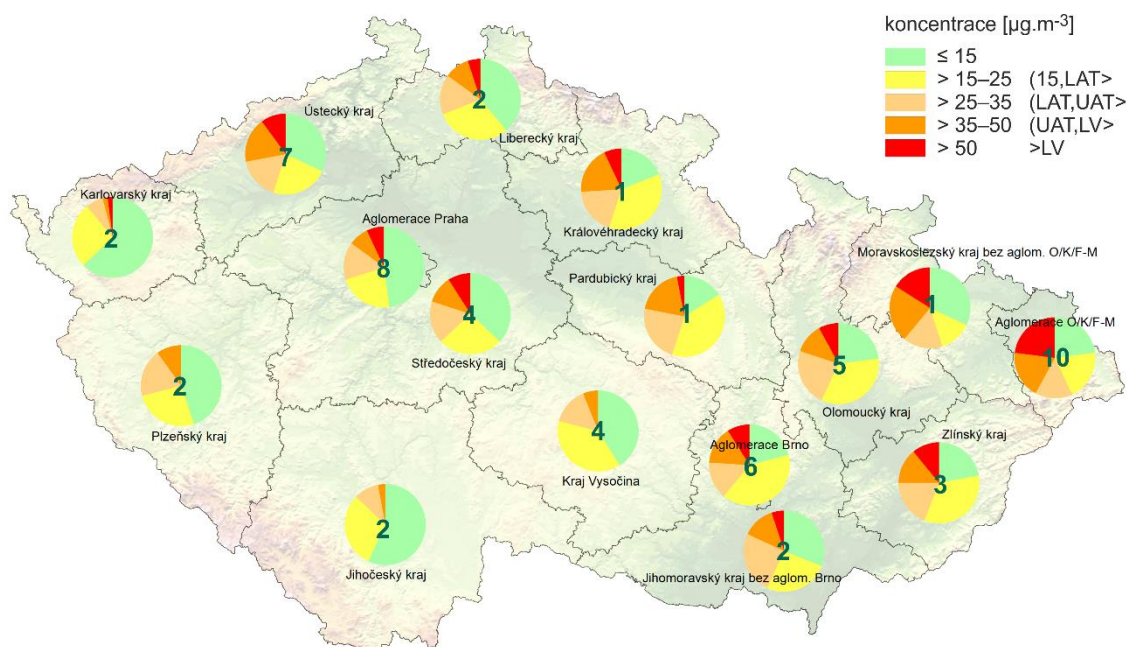 koncentrace [µg.m-3]
≤ 15
> 15–25 (15,LAT>
> 25–35 (LAT,UAT>
> 35–50 (UAT,LV>
> 50 >LV
2
Liberecký kraj
Ústecký kraj
7
Karlovarský kraj
2
1
Královéhradecký kraj
Aglomerace Praha
8
4
Středočeský kraj
Pardubický kraj
1
Moravskoslezský kraj bez aglom. O/K/F-M
1
Aglomerace O/K/F-M
10
5
Olomoucký kraj
2
Plzeňský kraj
4
Kraj Vysočina
Aglomerace Brno
6
Zlínský kraj
3
2
Jihočeský kraj
2
Jihomoravský kraj bez aglom. Brno